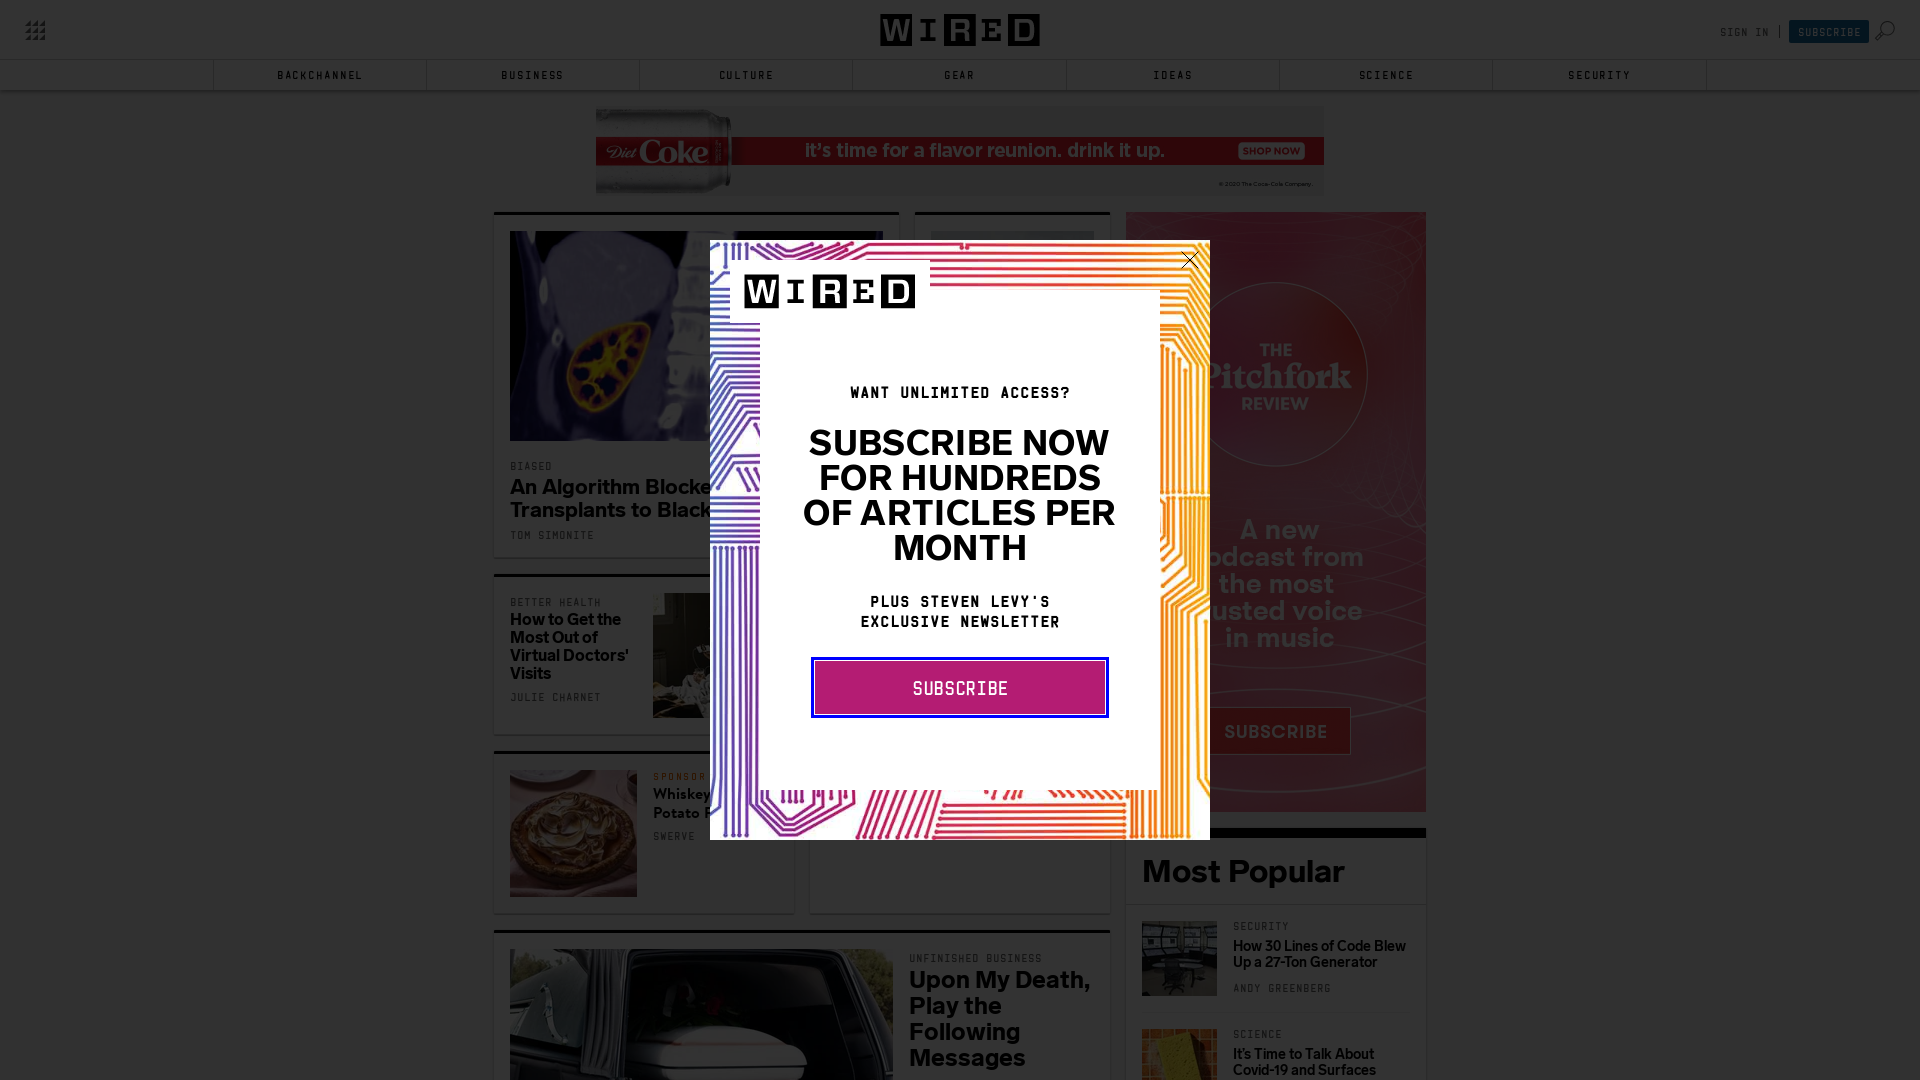 WIRED
SIGN IN
SUBSCRIBE
BACKCHANNEL
BUSINESS
CULTURE
GEAR
IDEAS
SCIENCE
SECURITY
Diet Coke
it's time for a flavor reunion. drink it up.
SHOP NOW
© 2020 The Coca-Cola Company.
WIRED
WANT UNLIMITED ACCESS?
SUBSCRIBE NOW
FOR HUNDREDS
OF ARTICLES PER
MONTH
PLUS STEVEN LEVY'S
EXCLUSIVE NEWSLETTER
SUBSCRIBE
BIASED
An Algorithm Blocke
Transplants to Black
TOM SIMONITE
BETTER HEALTH
How to Get the
Most Out of
Virtual Doctors'
Visits
JULIE CHARNET
SPONSOR
Whiskey
Potato
SWERVE
UNFINISHED BUSINESS
Upon My Death,
Play the
Following
Messages
THE
Pitchfork
REVIEW
A new
odcast from
the most
usted voice
in music
SUBSCRIBE
Most Popular
SECURITY
How 30 Lines of Code Blew
Up a 27-Ton Generator
ANDY GREENBERG
SCIENCE
It's Time to Talk About
Covid-19 and Surfaces